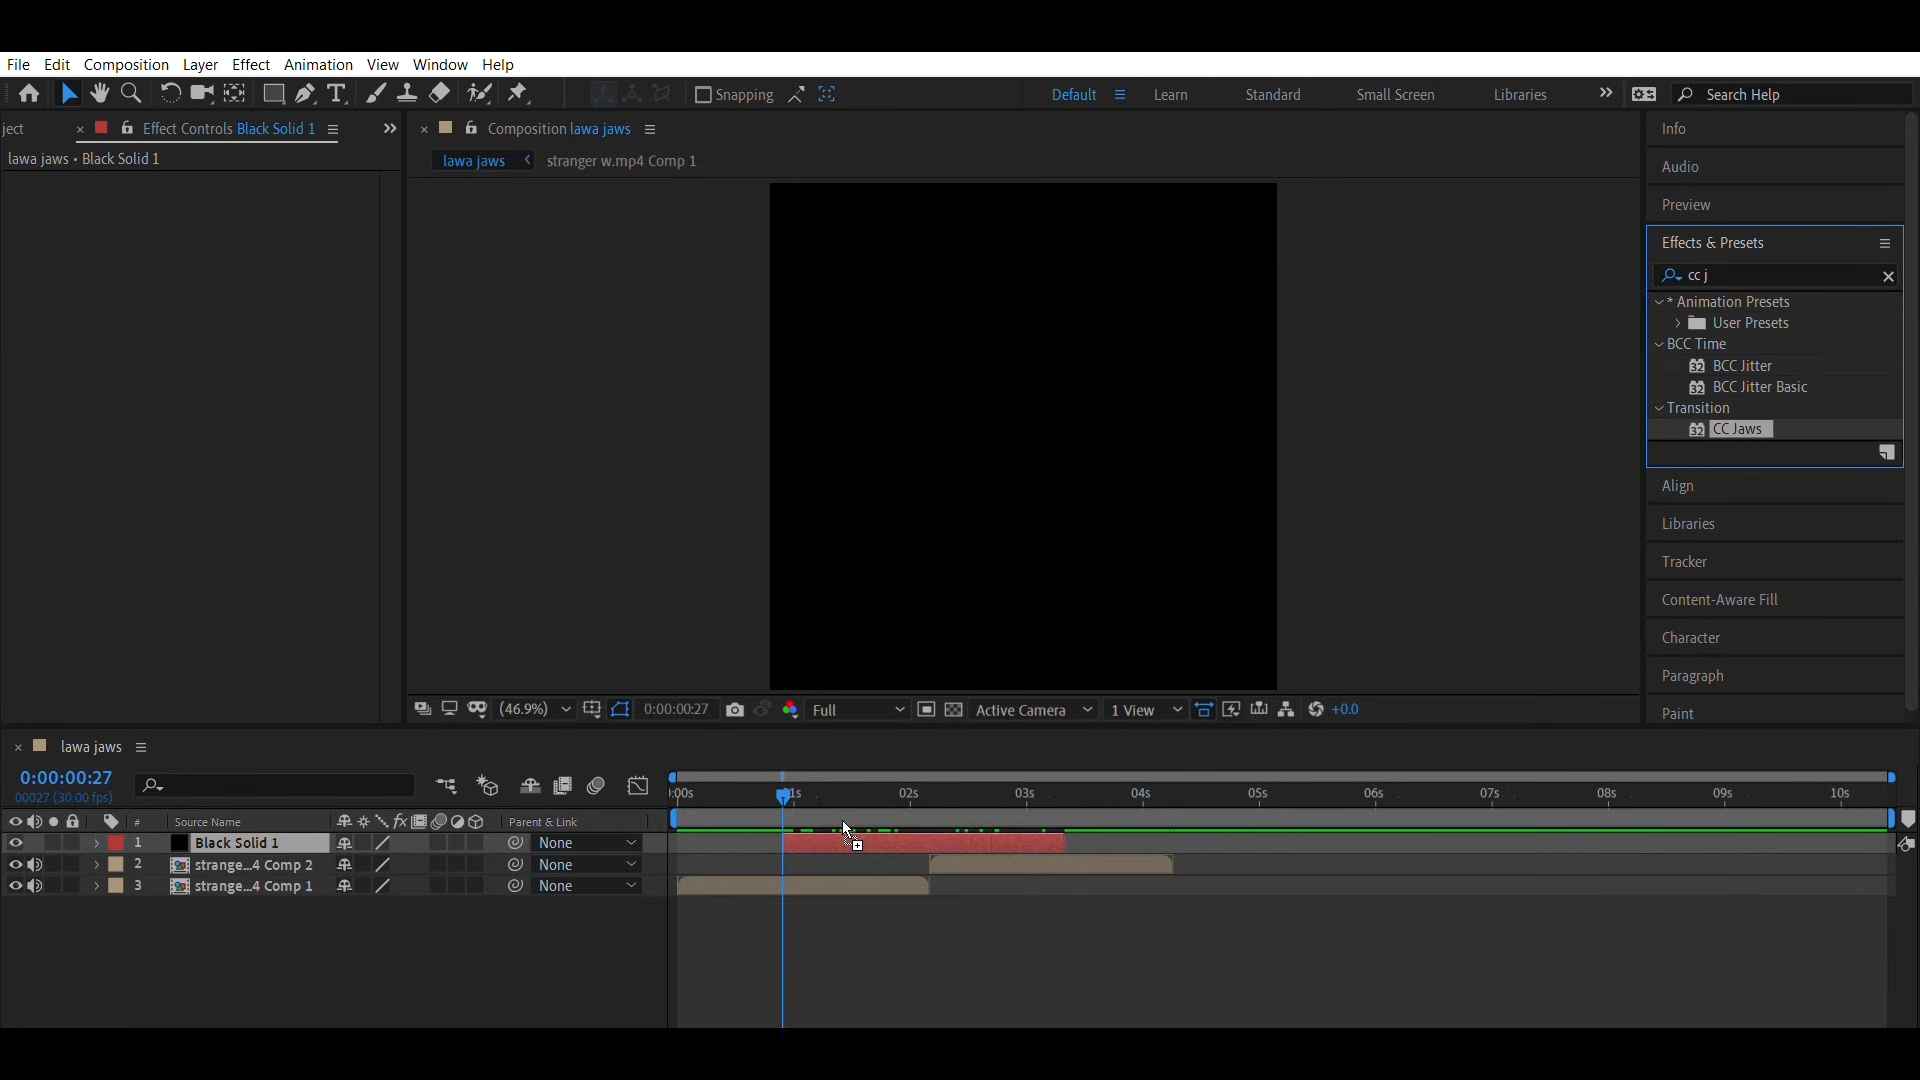 File Edit Composition Layer Effect Animation View Window Help
Snapping Default Learn Standard Small Screen Libraries Search Help
ject Effect Controls Black Solid 1
lawa jaws • Black Solid 1
Composition lawa jaws
lawa jaws stranger w.mp4 Comp 1
(46.9%) 0:00:00:27 Full Active Camera 1 View +0.0
Info
Audio
Preview
Effects & Presets
cc j
* Animation Presets
User Presets
BCC Time
32 BCC Jitter
32 BCC Jitter Basic
Transition
32 CC Jaws
Align
Libraries
Tracker
Content-Aware Fill
Character
Paragraph
Paint
lawa jaws
0:00:00:27
00027 (30.00 fps)
:00s 01s 02s 03s 04s 05s 06s 07s 08s 09s 10s
# Source Name fx Parent & Link
1 Black Solid 1 None
2 strange...4 Comp 2 None
3 strange...4 Comp 1 None